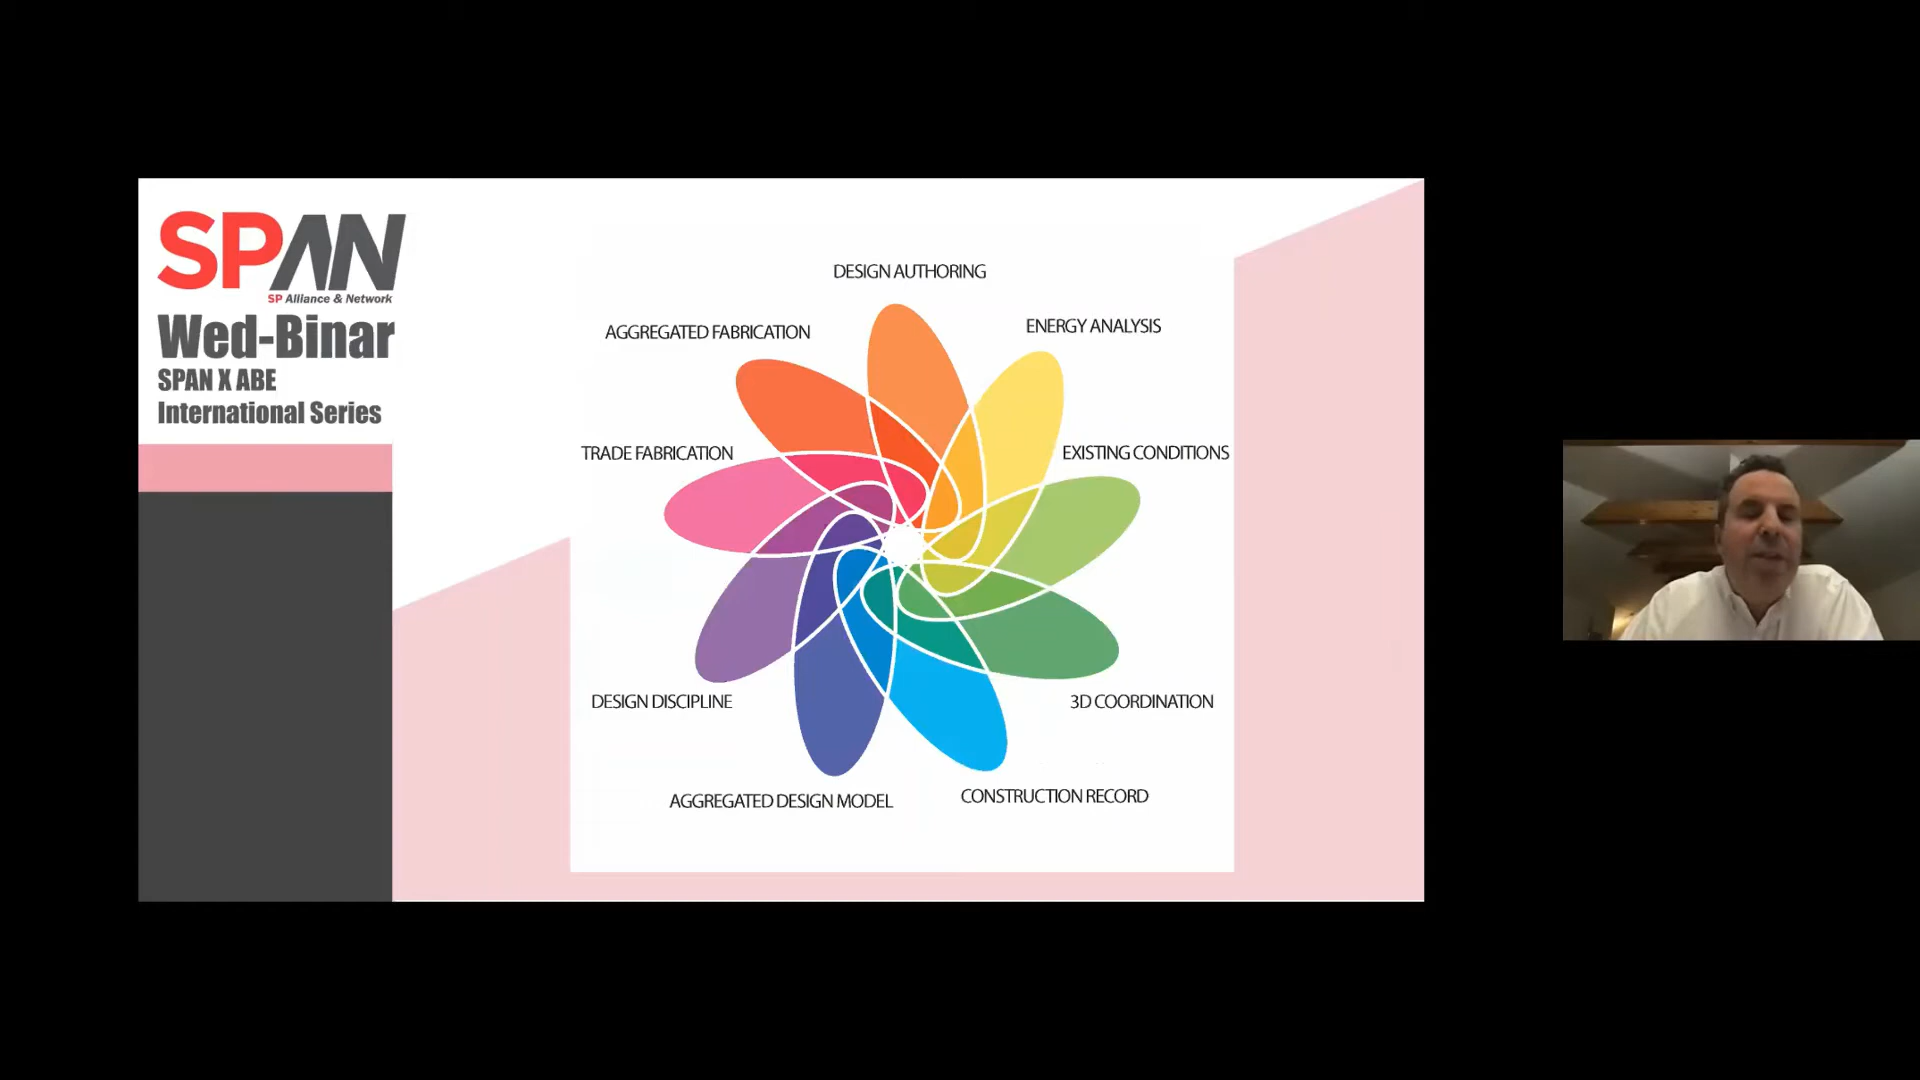 SPAN
SP Alliance & Network
Wed-Binar
SPAN X ABE
International Series
DESIGN AUTHORING
AGGREGATED FABRICATION
ENERGY ANALYSIS
TRADE FABRICATION
EXISTING CONDITIONS
DESIGN DISCIPLINE
3D COORDINATION
AGGREGATED DESIGN MODEL
CONSTRUCTION RECORD